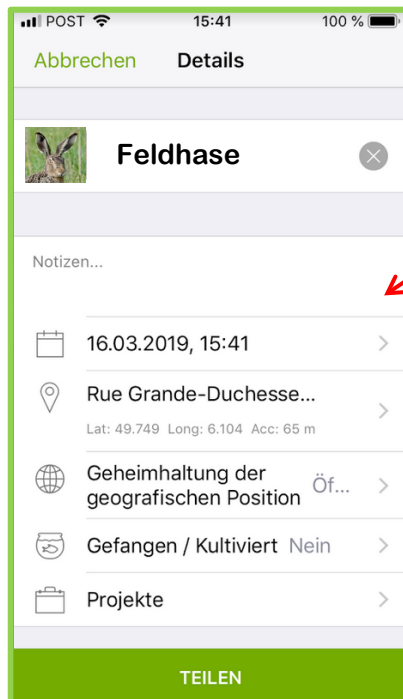 POST 15:41 100 %
Abbrechen Details
Feldhase
Notizen...
16.03.2019, 15:41
Rue Grande-Duchesse...
Lat: 49.749 Long: 6.104 Acc: 65 m
Geheimhaltung der
geografischen Position Öf...
Gefangen / Kultiviert Nein
Projekte
TEILEN